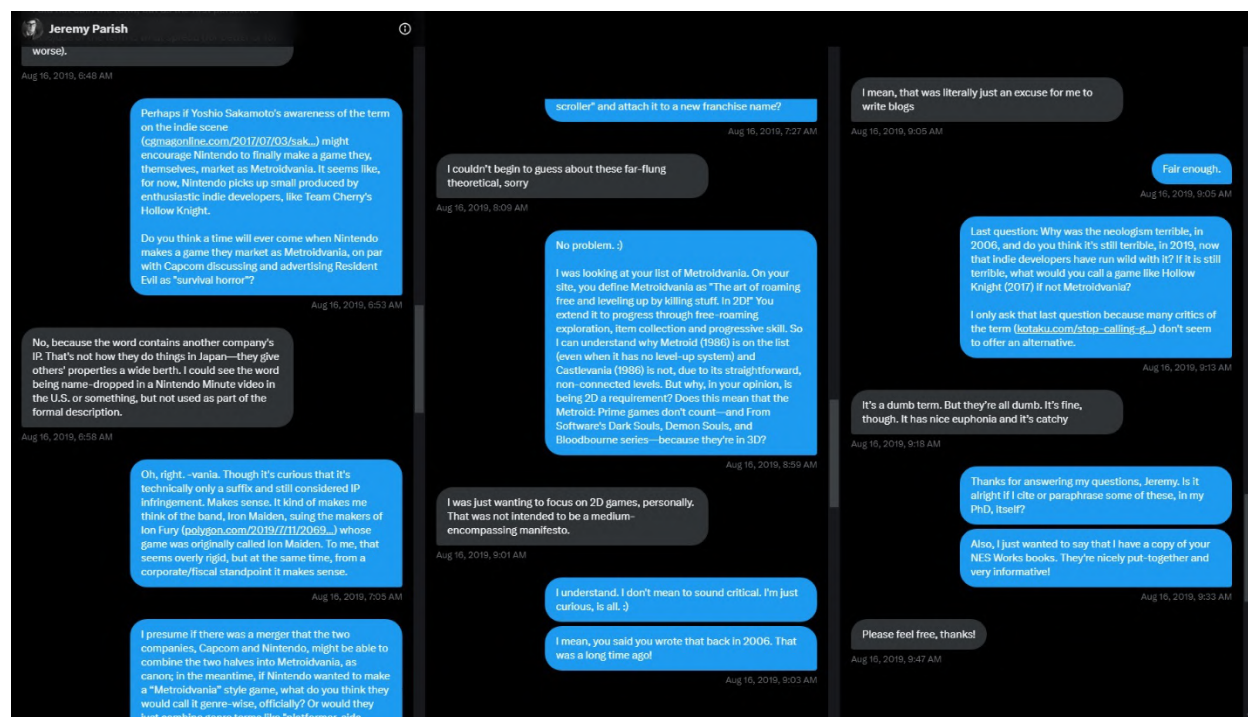 Jeremy Parish
worse).
Aug 16, 2019, 6:48 AM
Perhaps if Yoshio Sakamoto's awareness of the term
on the indie scene
(cgmagonline.com/2017/07/03/sak...) might
encourage Nintendo to finally make a game they,
themselves, market as Metroidvania. It seems like,
for now, Nintendo picks up small produced by
enthusiastic indie developers, like Team Cherry's
Hollow Knight.
Do you think a time will ever come when Nintendo
makes a game they market as Metroidvania, on par
with Capcom discussing and advertising Resident
Evil as "survival horror"?
Aug 16, 2019, 6:53 AM
No, because the word contains another company's
IP. That's not how they do things in Japan—they give
others' properties a wide berth. I could see the word
being name-dropped in a Nintendo Minute video in
the U.S. or something, but not used as part of the
formal description.
Aug 16, 2019, 6:58 AM
Oh, right. -vania. Though it's curious that it's
technically only a suffix and still considered IP
infringement. Makes sense. It kind of makes me
think of the band, Iron Maiden, suing the makers of
Ion Fury (polygon.com/2019/7/11/2069...) whose
game was originally called Ion Maiden. To me, that
seems overly rigid, but at the same time, from a
corporate/fiscal standpoint it makes sense.
Aug 16, 2019, 7:05 AM
I presume if there was a merger that the two
companies, Capcom and Nintendo, might be able to
combine the two halves into Metroidvania, as
canon; in the meantime, if Nintendo wanted to make
a "Metroidvania" style game, what do you think they
would call it genre-wise, officially? Or would they
just combine genre terms like "platformer, side
scroller" and attach it to a new franchise name?
Aug 16, 2019, 7:27 AM
I couldn't begin to guess about these far-flung
theoretical, sorry
Aug 16, 2019, 8:09 AM
No problem. :)
I was looking at your list of Metroidvania. On your
site, you define Metroidvania as "The art of roaming
free and leveling up by killing stuff. In 2D!" You
extend it to progress through free-roaming
exploration, item collection and progressive skill. So
I can understand why Metroid (1986) is on the list
(even when it has no level-up system) and
Castlevania (1986) is not, due to its straightforward,
non-connected levels. But why, in your opinion, is
being 2D a requirement? Does this mean that the
Metroid: Prime games don't count—and From
Software's Dark Souls, Demon Souls, and
Bloodbourne series—because they're in 3D?
Aug 16, 2019, 8:59 AM
I was just wanting to focus on 2D games, personally.
That was not intended to be a medium-
encompassing manifesto.
Aug 16, 2019, 9:01 AM
I understand. I don't mean to sound critical. I'm just
curious, is all. :)
I mean, you said you wrote that back in 2006. That
was a long time ago!
Aug 16, 2019, 9:03 AM
I mean, that was literally just an excuse for me to
write blogs
Aug 16, 2019, 9:05 AM
Fair enough.
Aug 16, 2019, 9:05 AM
Last question: Why was the neologism terrible, in
2006, and do you think it's still terrible, in 2019, now
that indie developers have run wild with it? If it is still
terrible, what would you call a game like Hollow
Knight (2017) if not Metroidvania?
I only ask that last question because many critics of
the term (kotaku.com/stop-calling-g...) don't seem
to offer an alternative.
Aug 16, 2019, 9:13 AM
It's a dumb term. But they're all dumb. It's fine,
though. It has nice euphonia and it's catchy
Aug 16, 2019, 9:18 AM
Thanks for answering my questions, Jeremy. Is it
alright if I cite or paraphrase some of these, in my
PhD, itself?
Also, I just wanted to say that I have a copy of your
NES Works books. They're nicely put-together and
very informative!
Aug 16, 2019, 9:33 AM
Please feel free, thanks!
Aug 16, 2019, 9:47 AM